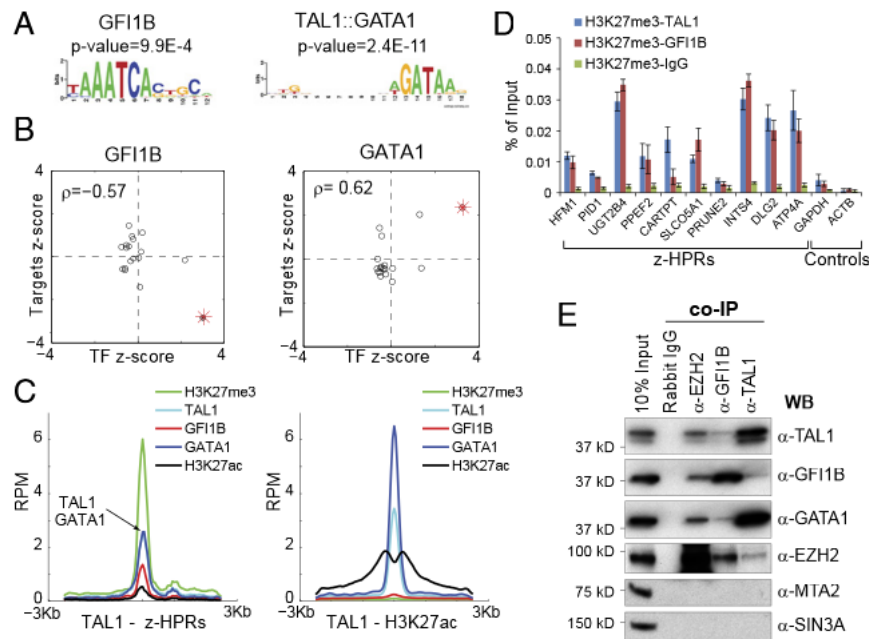 A
GFI1B
p-value=9.9E-4
TAL1::GATA1
p-value=2.4E-11
B
GFI1B
ρ=−0.57
4
−4
−4
4
Targets z-score
TF z-score
GATA1
ρ= 0.62
4
−4
−4
4
Targets z-score
TF z-score
C
H3K27me3
TAL1
GFI1B
GATA1
H3K27ac
RPM
6
4
2
0
TAL1
GATA1
−3Kb
3Kb
TAL1 - z-HPRs
H3K27me3
TAL1
GFI1B
GATA1
H3K27ac
RPM
6
4
2
0
−3Kb
3Kb
TAL1 - H3K27ac
D
H3K27me3-TAL1
H3K27me3-GFI1B
H3K27me3-IgG
% of Input
0.05
0.04
0.03
0.02
0.01
0
HFM1
PID1
UGT2B4
PPEF2
CARTPT
SLCO5A1
PRUNE2
INTS4
DLG2
ATP4A
GAPDH
ACTB
z-HPRs
Controls
E
co-IP
10% Input
Rabbit IgG
α-EZH2
α-GFI1B
α-TAL1
WB
37 kD
α-TAL1
37 kD
α-GFI1B
37 kD
α-GATA1
100 kD
α-EZH2
75 kD
α-MTA2
150 kD
α-SIN3A